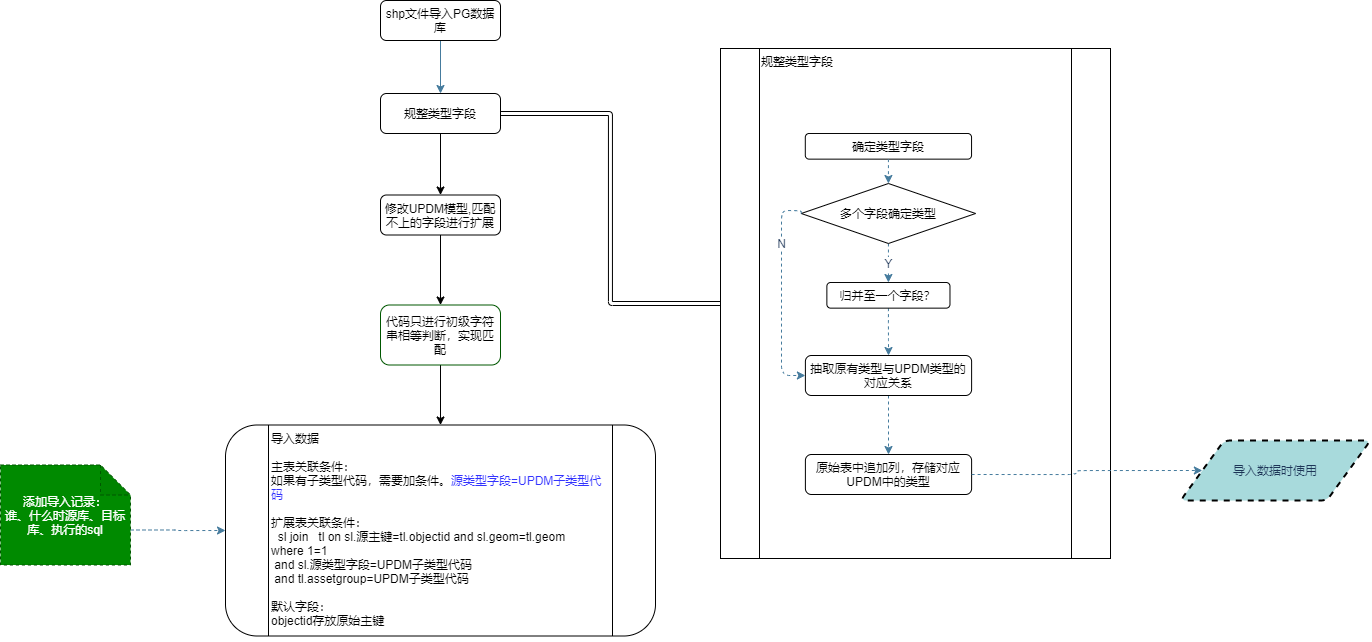 shp文件导入PG数据
库
规整类型字段
修改UPDM模型,匹配
不上的字段进行扩展
代码只进行初级字符
串相等判断，实现匹
配
导入数据
主表关联条件：
如果有子类型代码，需要加条件。源类型字段=UPDM子类型代
码
扩展表关联条件：
sl join   tl on sl.源主键=tl.objectid and sl.geom=tl.geom
where 1=1
and sl.源类型字段=UPDM子类型代码
and tl.assetgroup=UPDM子类型代码
默认字段：
objectid存放原始主键
添加导入记录：
谁、什么时源库、目标
库、执行的sql
规整类型字段
确定类型字段
多个字段确定类型
N
Y
归并至一个字段？
抽取原有类型与UPDM类型的
对应关系
原始表中追加列，存储对应
UPDM中的类型
导入数据时使用